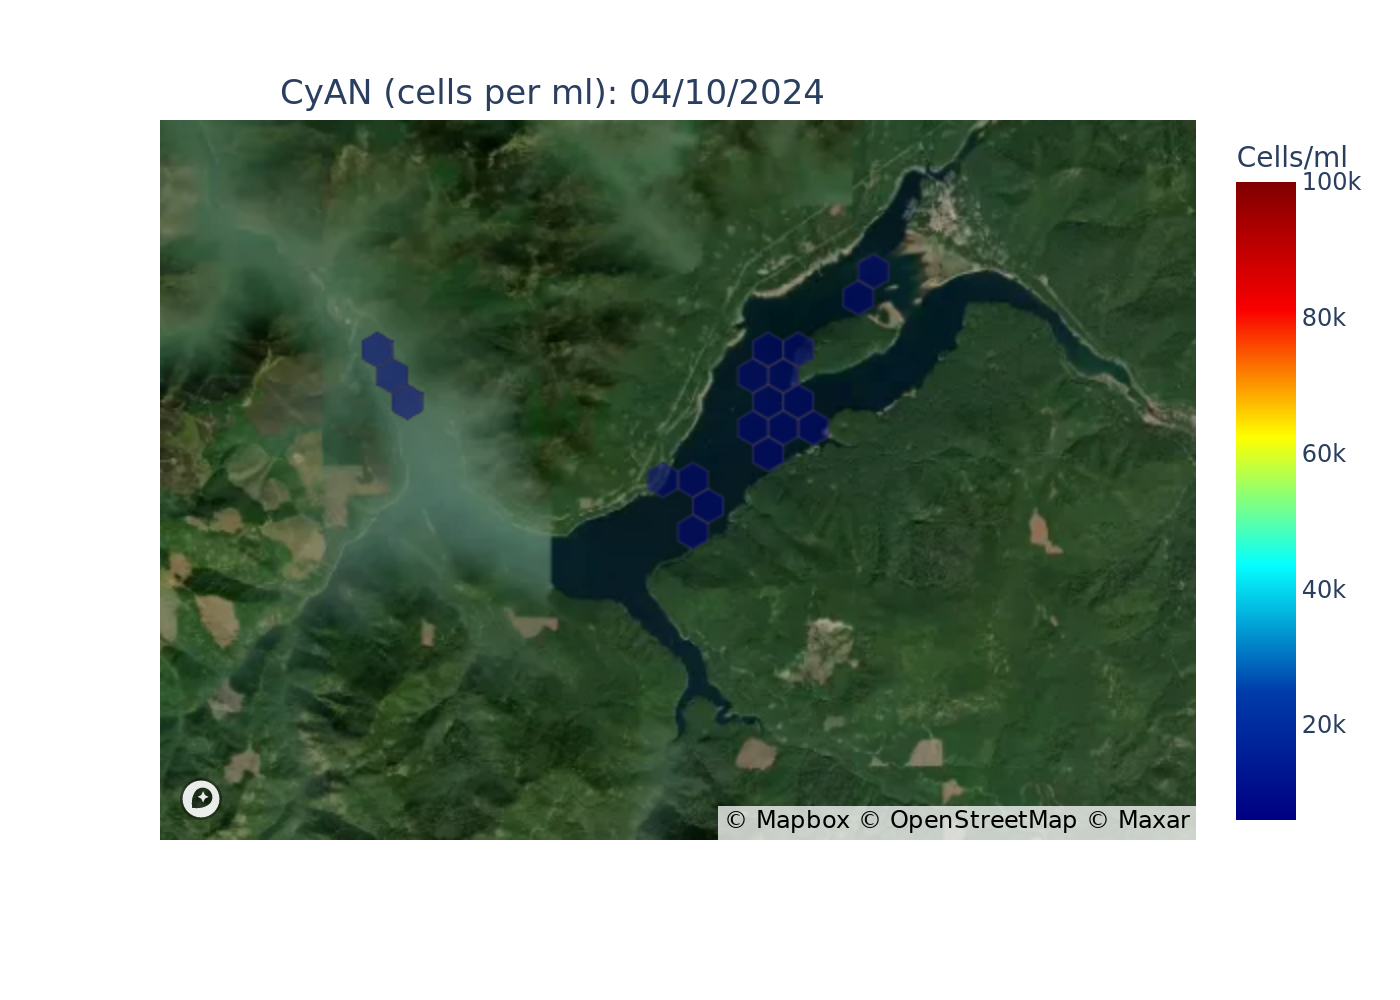 CyAN (cells per ml): 04/10/2024
Cells/ml
100k
80k
60k
40k
20k
© Mapbox © OpenStreetMap © Maxar